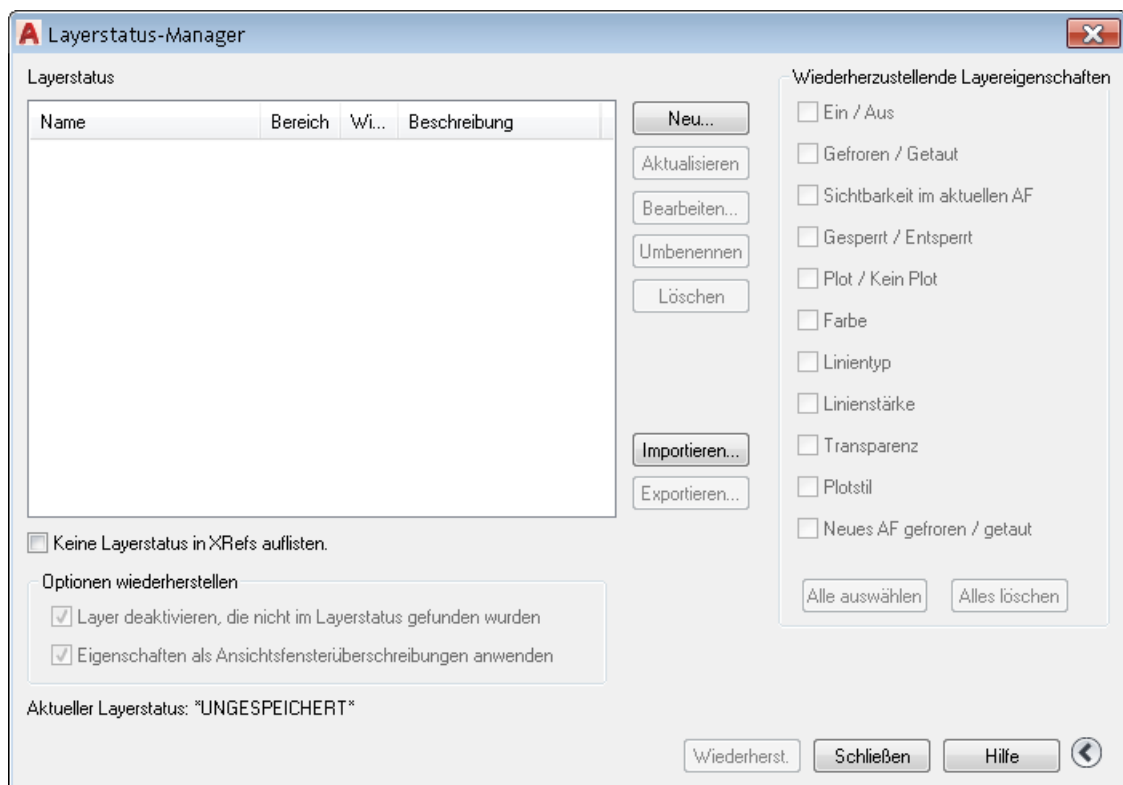 Layerstatus-Manager
Layerstatus
Name Bereich Wi... Beschreibung
Neu...
Aktualisieren
Bearbeiten...
Umbenennen
Löschen
Importieren...
Exportieren...
Keine Layerstatus in XRefs auflisten.
Optionen wiederherstellen
Layer deaktivieren, die nicht im Layerstatus gefunden wurden
Eigenschaften als Ansichtsfensterüberschreibungen anwenden
Aktueller Layerstatus: "UNGESPEICHERT"
Wiederherzustellende Layereigenschaften
Ein / Aus
Gefroren / Getaut
Sichtbarkeit im aktuellen AF
Gesperrt / Entsperrt
Plot / Kein Plot
Farbe
Linientyp
Linienstärke
Transparenz
Plotstil
Neues AF gefroren / getaut
Alle auswählen Alles löschen
Wiederherst. Schließen Hilfe